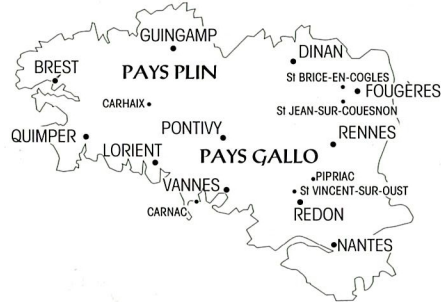 GUINGAMP
DINAN
BREST
PAYS PLIN
St BRICE-EN-COGLES
FOUGÈRES
CARHAIX
St JEAN-SUR-COUESNON
QUIMPER
PONTIVY
RENNES
LORIENT
PAYS GALLO
PIPRIAC
VANNES
St VINCENT-SUR-OUST
CARNAC
REDON
NANTES